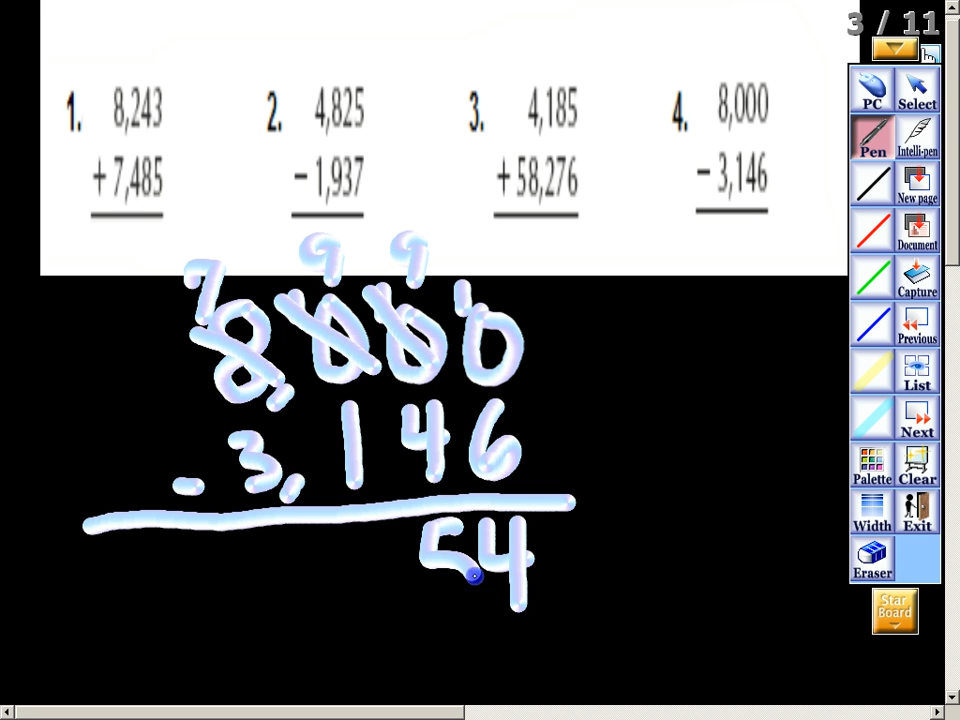 3 / 11
1. 8,243 2. 4,825 3. 4,185 4. 8,000
+7,485 −1,937 +58,276 −3,146
7 9 9 1
8,000
- 3,146
54
PC Select
Pen Intelli-pen
New page
Document
Capture
Previous
List
Next
Palette Clear
Width Exit
Eraser
Star
Board